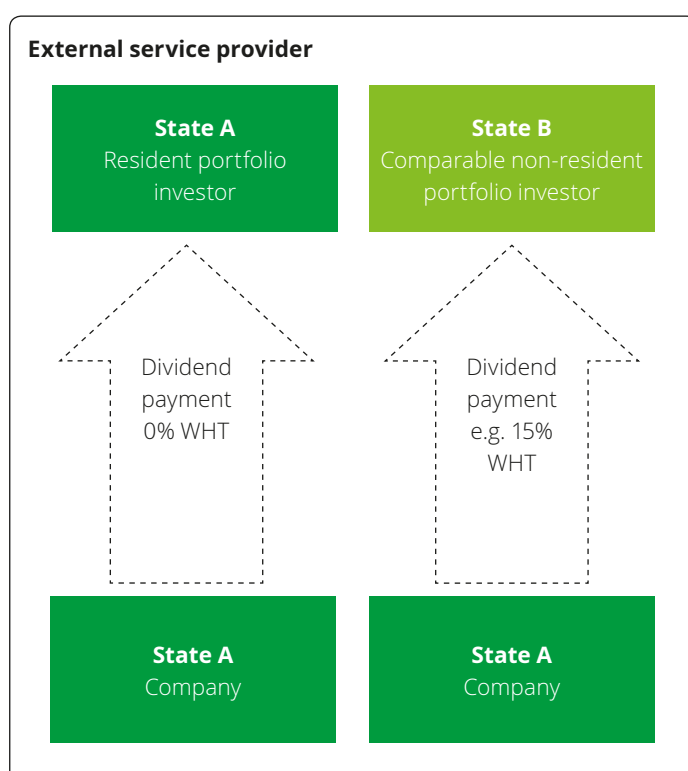 External service provider
State A
Resident portfolio
investor
State B
Comparable non-resident
portfolio investor
Dividend
payment
0% WHT
Dividend
payment
e.g. 15%
WHT
State A
Company
State A
Company